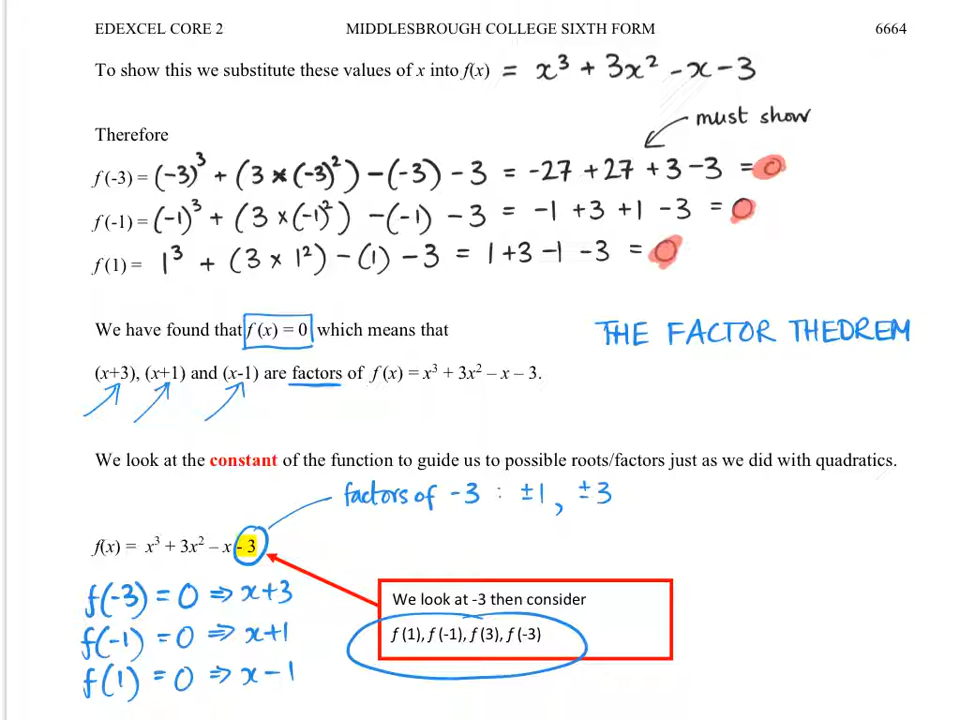 EDEXCEL CORE 2 MIDDLESBROUGH COLLEGE SIXTH FORM 6664
To show this we substitute these values of x into f(x) = x³ + 3x² - x - 3
must show
Therefore
f (-3) = (-3)³ + (3 × (-3)²) - (-3) - 3 = -27 + 27 + 3 - 3 = 0
f (-1) = (-1)³ + (3 × (-1)²) - (-1) - 3 = -1 + 3 + 1 - 3 = 0
f (1) = 1³ + (3 × 1²) - (1) - 3 = 1 + 3 - 1 - 3 = 0
We have found that f (x) = 0 which means that THE FACTOR THEOREM
(x+3), (x+1) and (x-1) are factors of f (x) = x³ + 3x² – x – 3.
We look at the constant of the function to guide us to possible roots/factors just as we did with quadratics.
factors of -3 : ±1, ±3
f(x) = x³ + 3x² – x - 3
f(-3) = 0 ⇒ x+3
f(-1) = 0 ⇒ x+1
f(1) = 0 ⇒ x-1
We look at -3 then consider
f (1), f (-1), f (3), f (-3)